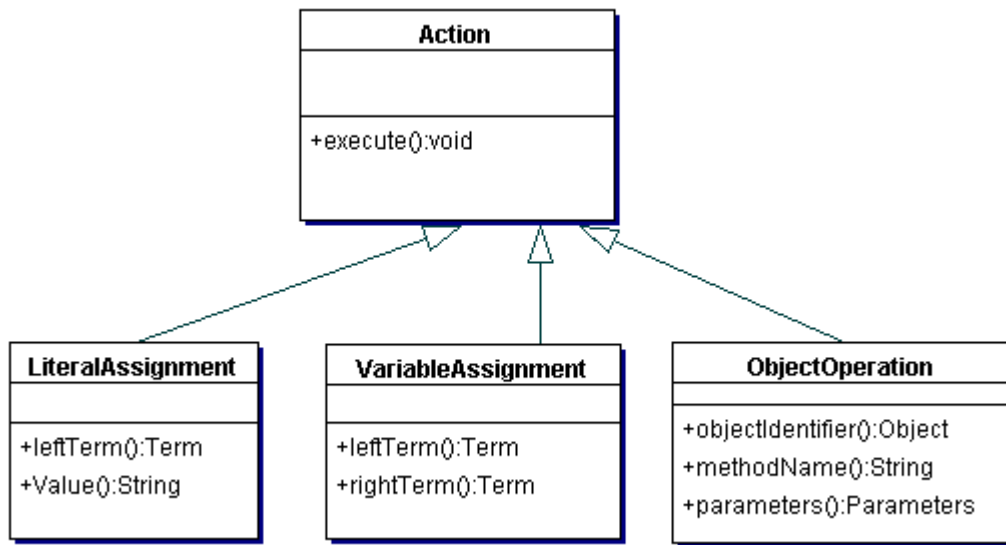 Action
+execute():void
LiteralAssignment
+leftTerm():Term
+Value():String
VariableAssignment
+leftTerm():Term
+rightTerm():Term
ObjectOperation
+objectIdentifier():Object
+methodName():String
+parameters():Parameters